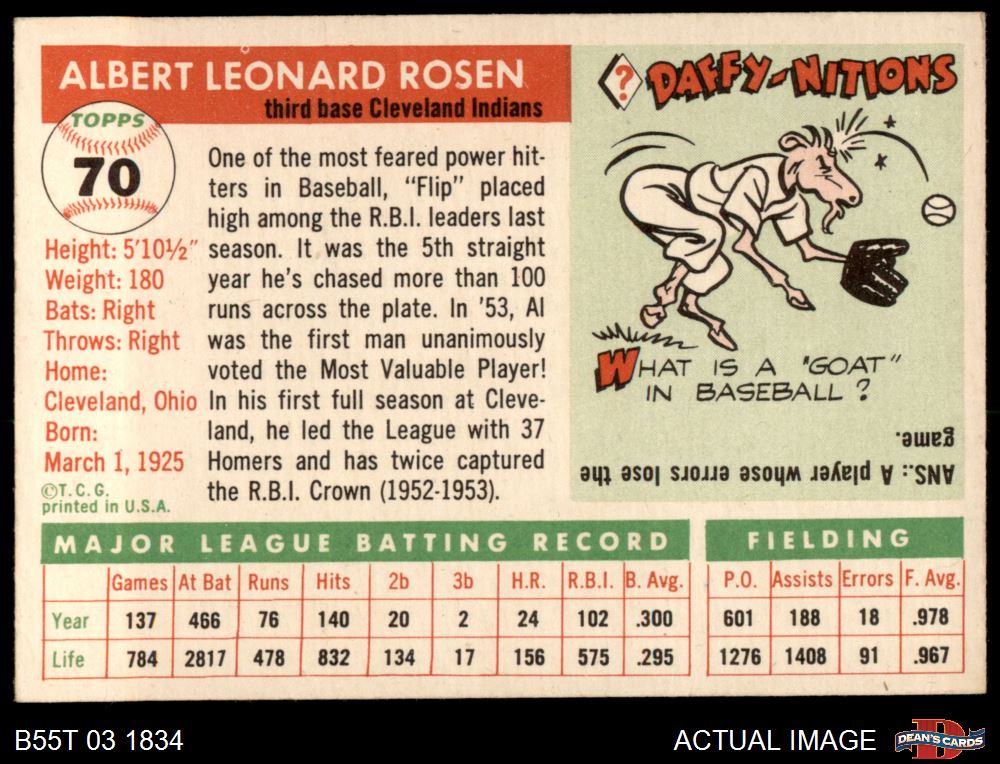 ALBERT LEONARD ROSEN
third base Cleveland Indians
TOPPS
70
Height: 5'10½"
Weight: 180
Bats: Right
Throws: Right
Home:
Cleveland, Ohio
Born:
March 1, 1925
©T.C.G.
printed in U.S.A.
One of the most feared power hit-
ters in Baseball, "Flip" placed
high among the R.B.I. leaders last
season. It was the 5th straight
year he's chased more than 100
runs across the plate. In '53, Al
was the first man unanimously
voted the Most Valuable Player!
In his first full season at Cleve-
land, he led the League with 37
Homers and has twice captured
the R.B.I. Crown (1952-1953).
? DAFFY-NITIONS
WHAT IS A "GOAT"
IN BASEBALL?
ANS.: A player whose errors lose the
game.
MAJOR LEAGUE BATTING RECORD
Games At Bat Runs Hits 2b 3b H.R. R.B.I. B. Avg.
Year 137 466 76 140 20 2 24 102 .300
Life 784 2817 478 832 134 17 156 575 .295
FIELDING
P.O. Assists Errors F. Avg.
601 188 18 .978
1276 1408 91 .967
B55T 03 1834
ACTUAL IMAGE
DEAN'S CARDS